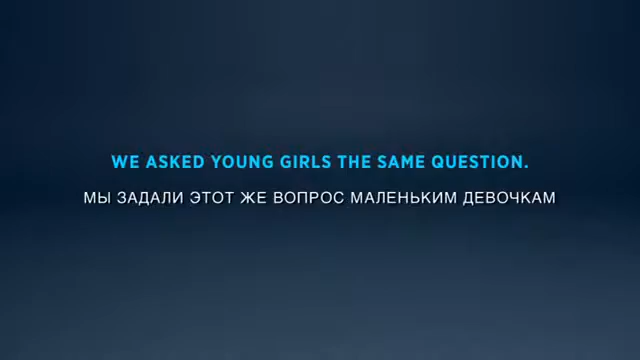 WE ASKED YOUNG GIRLS THE SAME QUESTION.
МЫ ЗАДАЛИ ЭТОТ ЖЕ ВОПРОС МАЛЕНЬКИМ ДЕВОЧКАМ